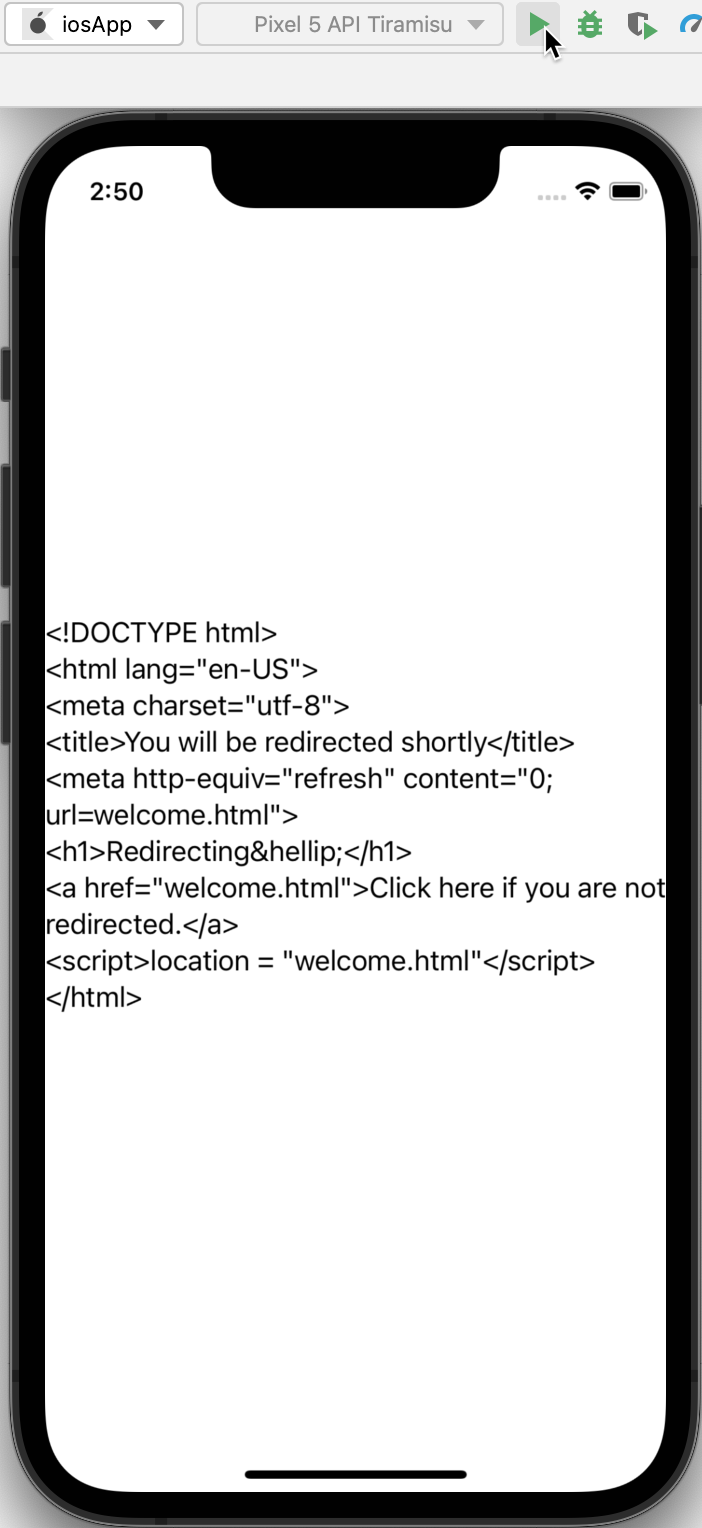 iosApp
Pixel 5 API Tiramisu
2:50
<!DOCTYPE html>
<html lang="en-US">
<meta charset="utf-8">
<title>You will be redirected shortly</title>
<meta http-equiv="refresh" content="0;
url=welcome.html">
<h1>Redirecting&hellip;</h1>
<a href="welcome.html">Click here if you are not
redirected.</a>
<script>location = "welcome.html"</script>
</html>